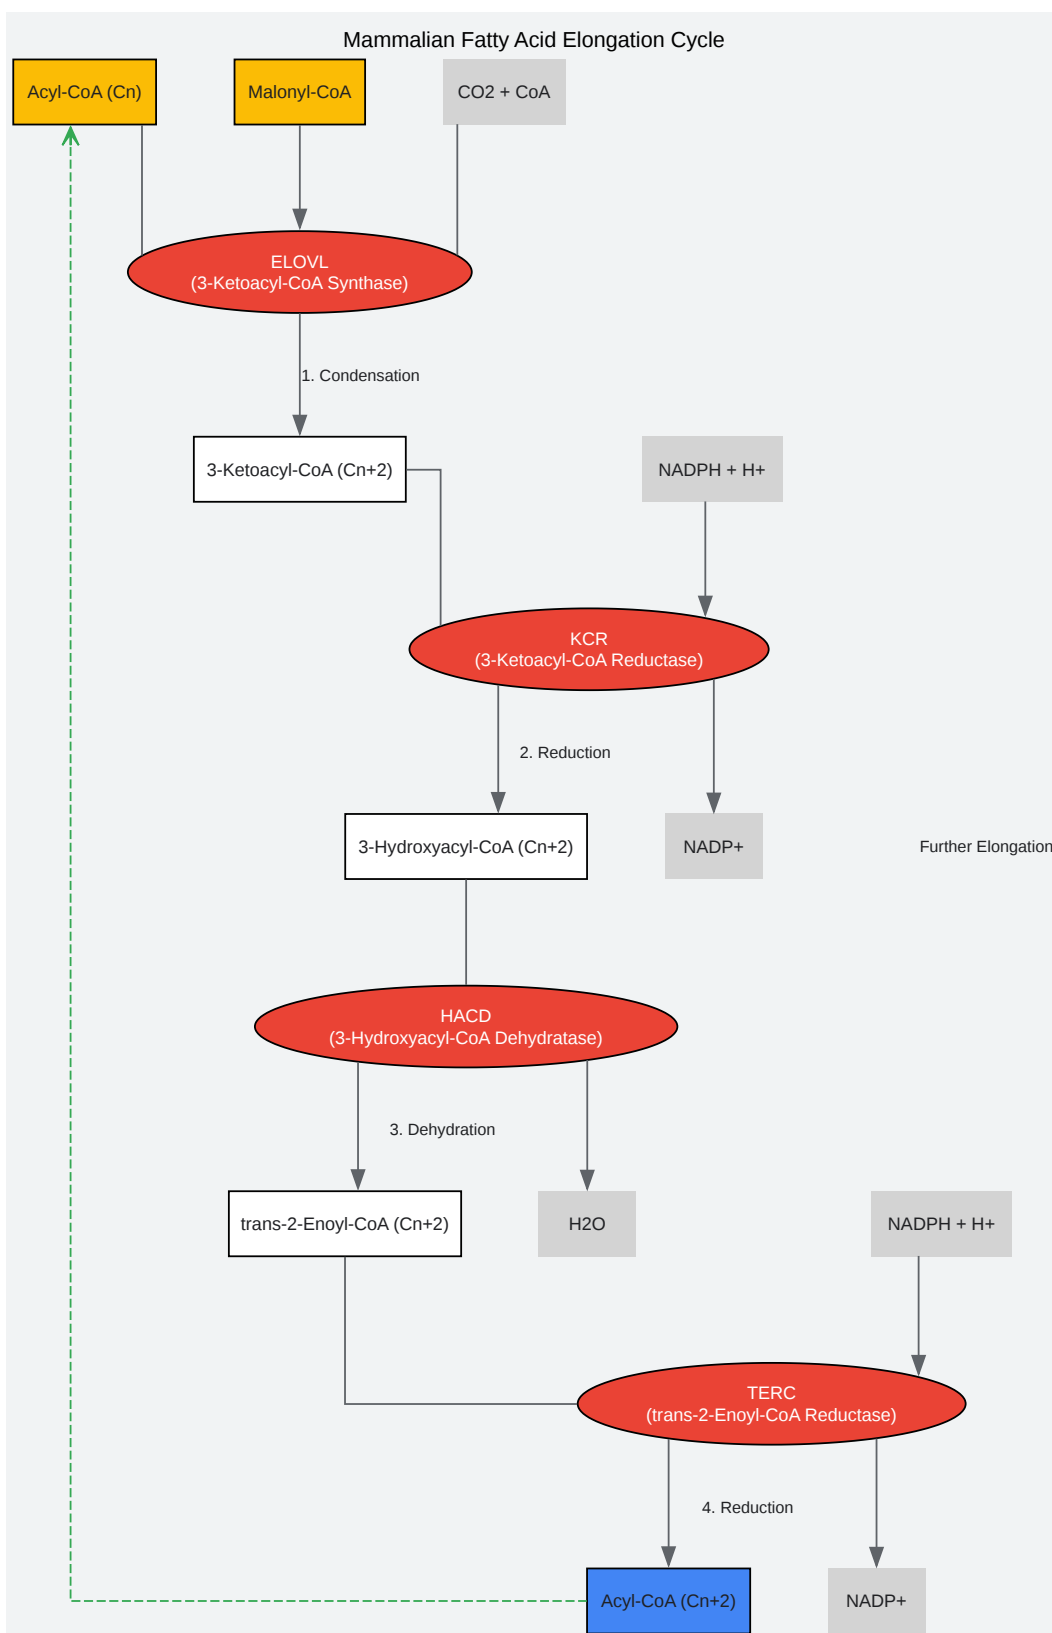 Mammalian Fatty Acid Elongation Cycle
Acyl-CoA (Cn)
Malonyl-CoA
CO2 + CoA
ELOVL
(3-Ketoacyl-CoA Synthase)
1. Condensation
3-Ketoacyl-CoA (Cn+2)
NADPH + H+
KCR
(3-Ketoacyl-CoA Reductase)
2. Reduction
3-Hydroxyacyl-CoA (Cn+2)
NADP+
Further Elongation
HACD
(3-Hydroxyacyl-CoA Dehydratase)
3. Dehydration
trans-2-Enoyl-CoA (Cn+2)
H2O
NADPH + H+
TERC
(trans-2-Enoyl-CoA Reductase)
4. Reduction
Acyl-CoA (Cn+2)
NADP+